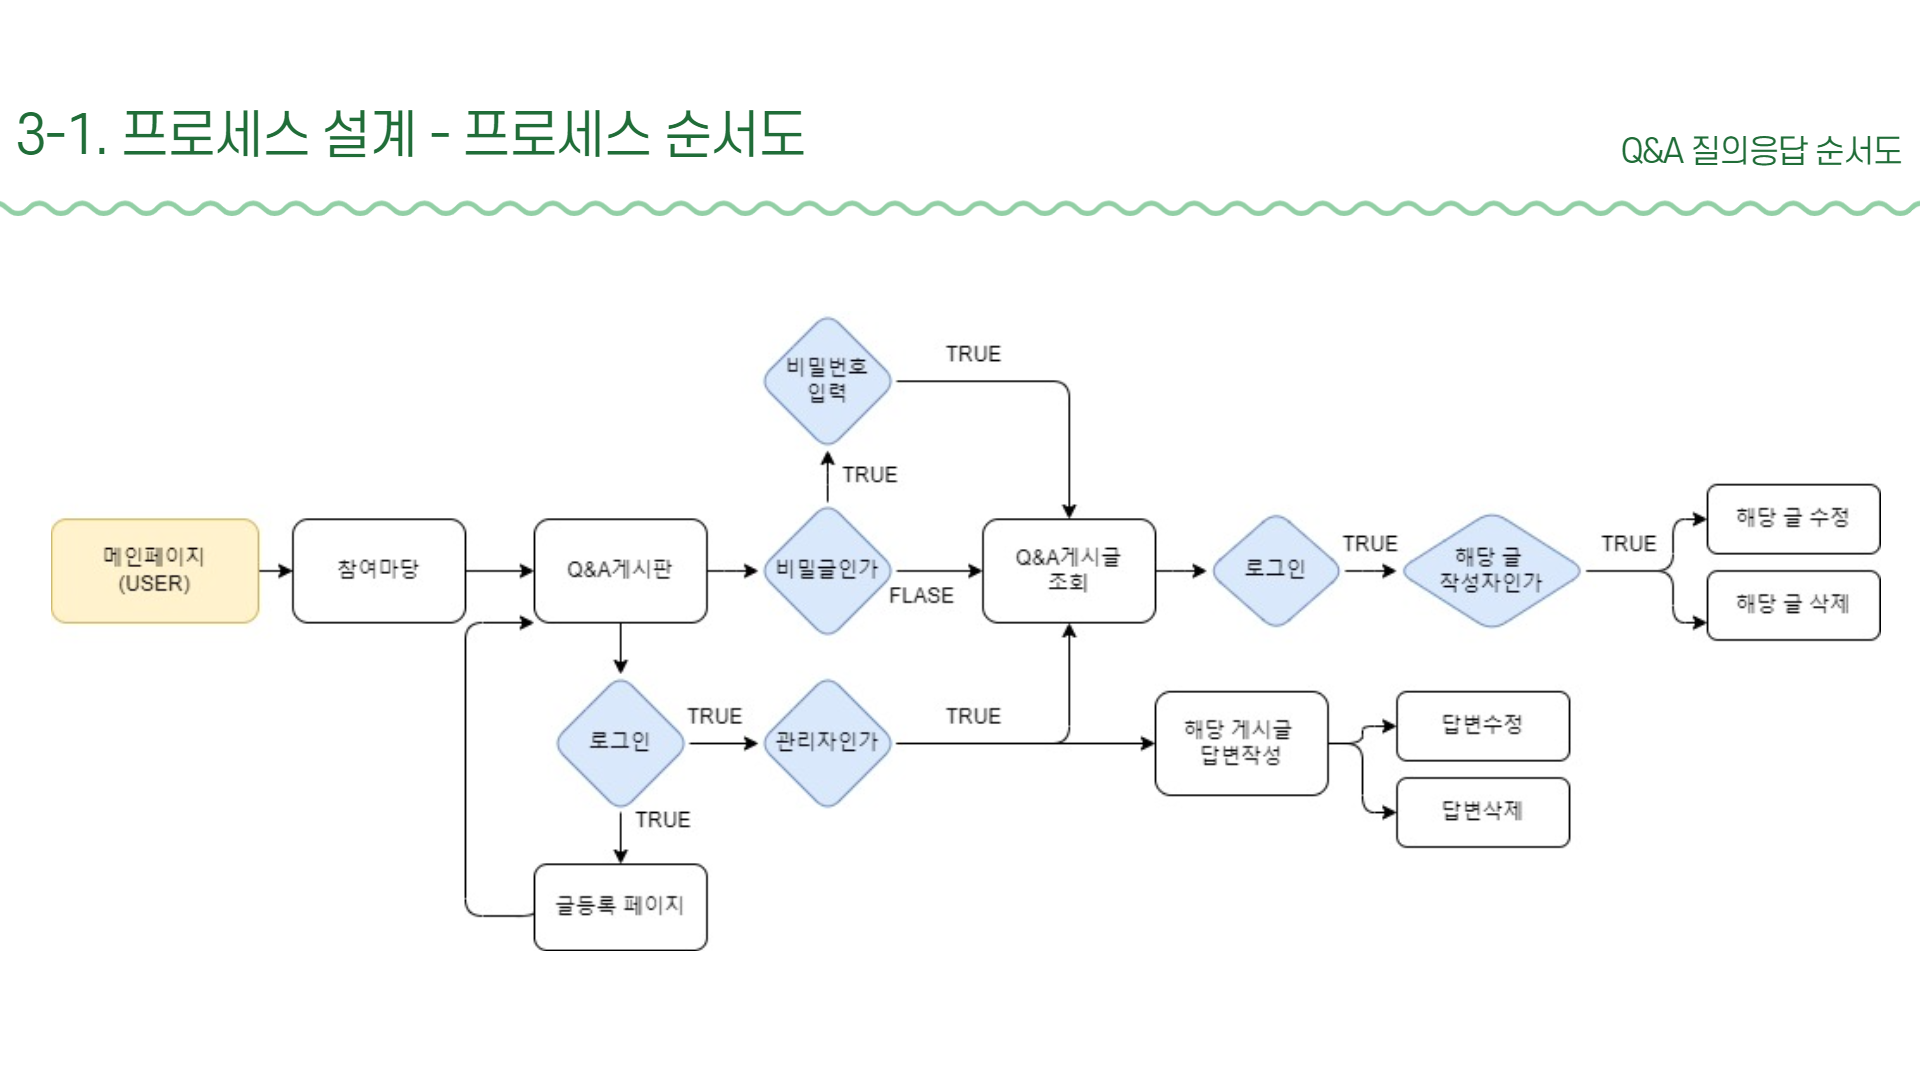 3-1. 프로세스 설계 - 프로세스 순서도
Q&A 질의응답 순서도
비밀번호
입력
TRUE
TRUE
메인페이지
(USER)
참여마당
Q&A게시판
비밀글인가
FLASE
Q&A게시글
조회
로그인
TRUE
해당 글
작성자인가
TRUE
해당 글 수정
해당 글 삭제
로그인
TRUE
관리자인가
TRUE
해당 게시글
답변작성
답변수정
답변삭제
TRUE
글등록 페이지